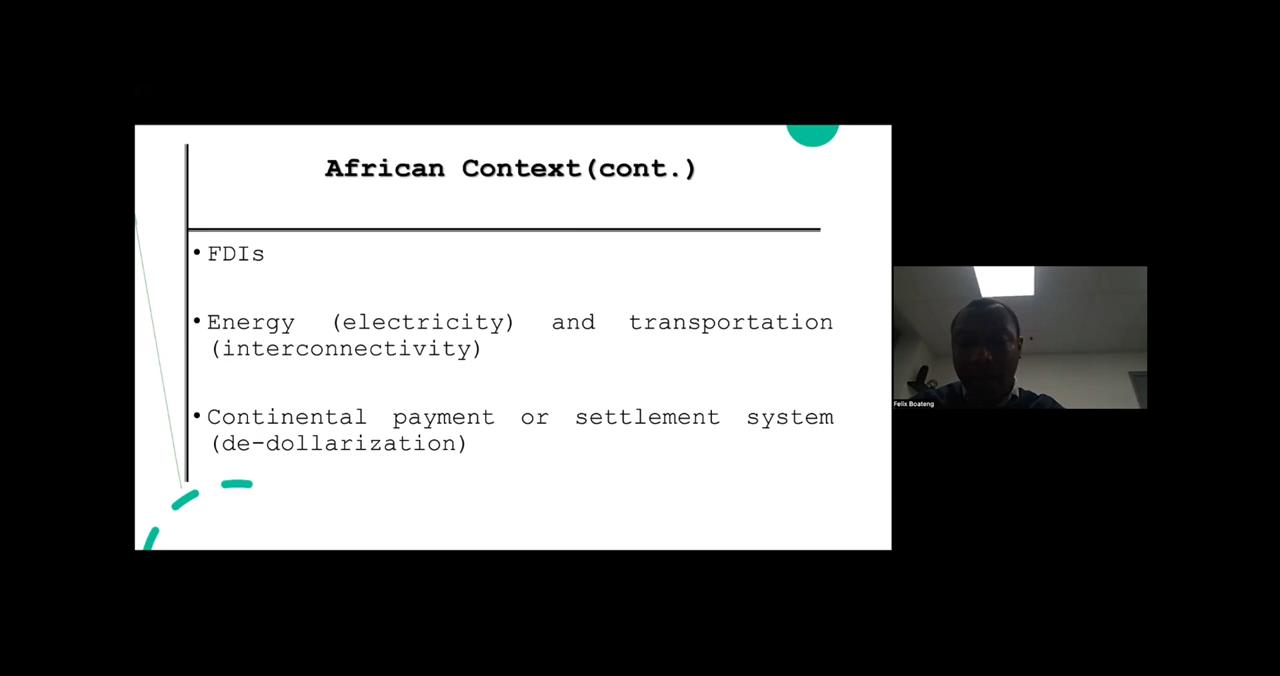 African Context(cont.)
• FDIs
• Energy (electricity) and transportation
(interconnectivity)
• Continental payment or settlement system
(de-dollarization)
Felix Boateng